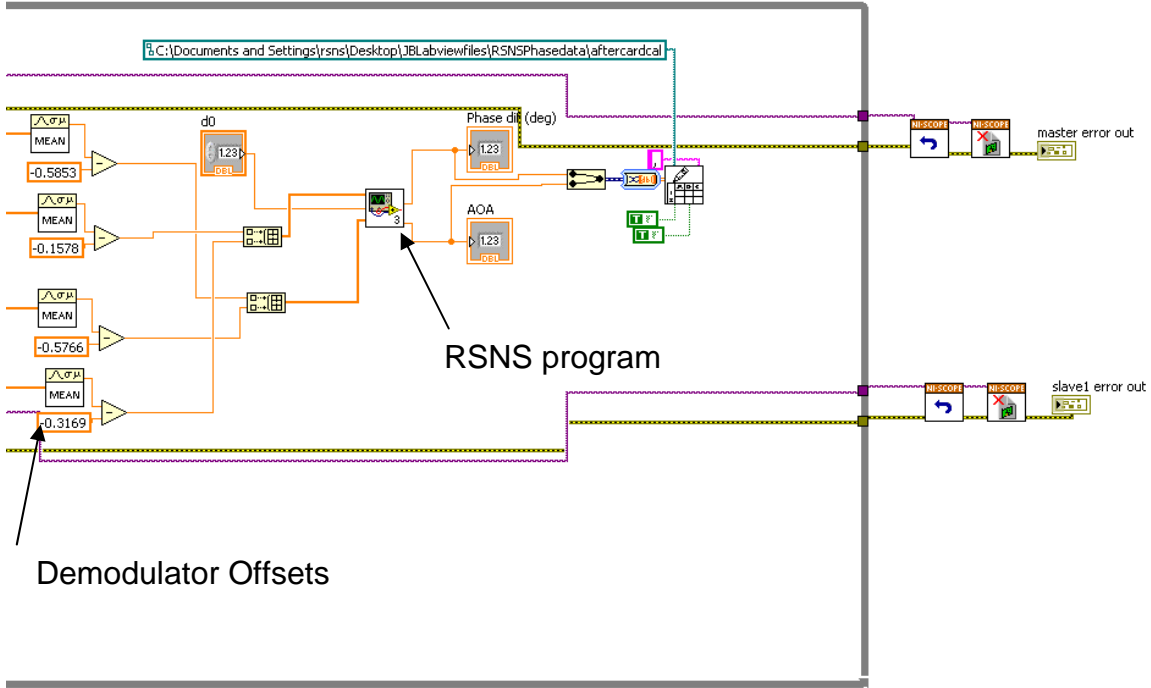 C:\Documents and Settings\rsns\Desktop\JBLabviewfiles\RSNSPhasedata\aftercardcal
MEAN
-0.5853
d0
1.23
DBL
Phase dif (deg)
1.23
DBL
NI-SCOPE
NI-SCOPE
master error out
MEAN
-0.1578
3
AOA
1.23
DBL
T
T
MEAN
-0.5766
RSNS program
MEAN
-0.3169
NI-SCOPE
NI-SCOPE
slave1 error out
Demodulator Offsets